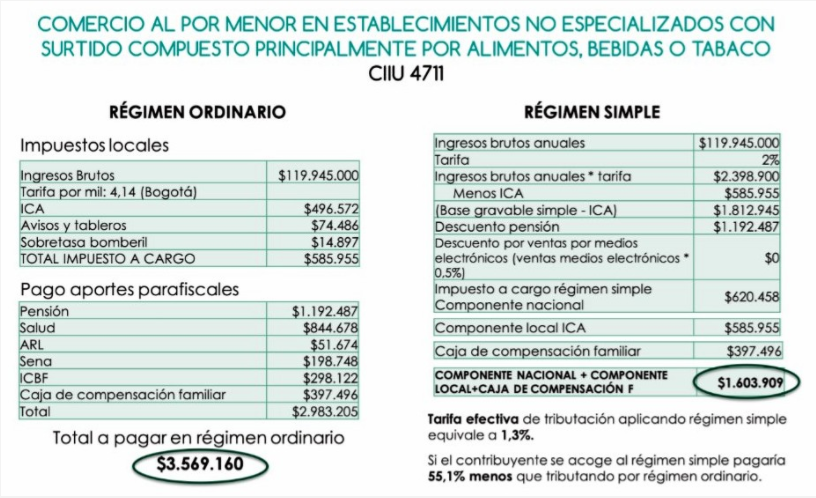 COMERCIO AL POR MENOR EN ESTABLECIMIENTOS NO ESPECIALIZADOS CON
SURTIDO COMPUESTO PRINCIPALMENTE POR ALIMENTOS, BEBIDAS O TABACO
CIIU 4711
RÉGIMEN ORDINARIO
Impuestos locales
Ingresos Brutos $119.945.000
Tarifa por mil: 4,14 (Bogotá)
ICA $496.572
Avisos y tableros $74.486
Sobretasa bomberil $14.897
TOTAL IMPUESTO A CARGO $585.955
Pago aportes parafiscales
Pensión $1.192.487
Salud $844.678
ARL $51.674
Sena $198.748
ICBF $298.122
Caja de compensación familiar $397.496
Total $2.983.205
Total a pagar en régimen ordinario
$3.569.160
RÉGIMEN SIMPLE
Ingresos brutos anuales $119.945.000
Tarifa 2%
Ingresos brutos anuales * tarifa $2.398.900
Menos ICA $585.955
(Base gravable simple - ICA) $1.812.945
Descuento pensión $1.192.487
Descuento por ventas por medios
electrónicos (ventas medios electrónicos * $0
0,5%)
Impuesto a cargo régimen simple
Componente nacional $620.458
Componente local ICA $585.955
Caja de compensación familiar $397.496
COMPONENTE NACIONAL + COMPONENTE
LOCAL+CAJA DE COMPENSACIÓN F $1.603.909
Tarifa efectiva de tributación aplicando régimen simple
equivale a 1,3%.
Si el contribuyente se acoge al régimen simple pagaría
55,1% menos que tributando por régimen ordinario.